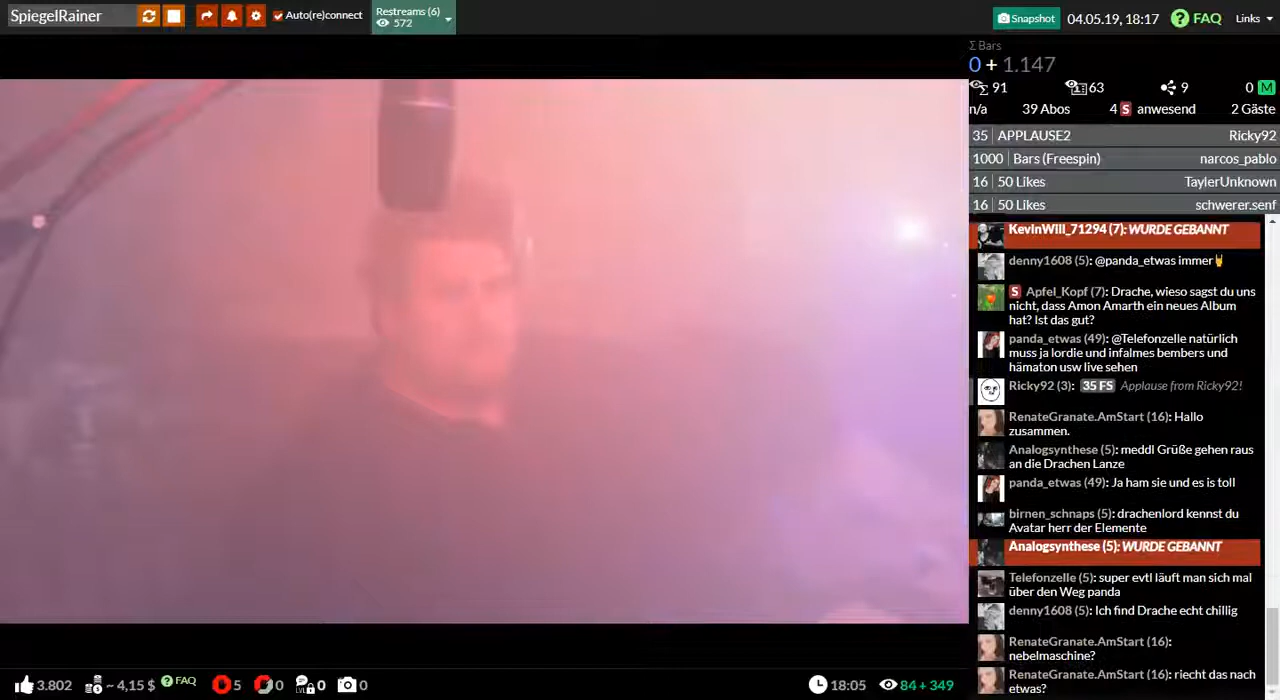 SpiegelRainer
Auto(re)connect
Restreams (6)
572
Snapshot
04.05.19, 18:17
FAQ
Links
Σ Bars
0 + 1.147
91
63
9
0 M
n/a
39 Abos
4 S anwesend
2 Gäste
35 | APPLAUSE2
Ricky92
1000 | Bars (Freespin)
narcos_pablo
16 | 50 Likes
TaylerUnknown
16 | 50 Likes
schwerer.senf
KevinWill_71294 (7): WURDE GEBANNT
denny1608 (5): @panda_etwas immer🤘
S Apfel_Kopf (7): Drache, wieso sagst du uns
nicht, dass Amon Amarth ein neues Album
hat? Ist das gut?
panda_etwas (49): @Telefonzelle natürlich
muss ja lordie und infalmes bembers und
hämaton usw live sehen
Ricky92 (3): 35 FS Applause from Ricky92!
RenateGranate.AmStart (16): Hallo
zusammen.
Analogsynthese (5): meddl Grüße gehen raus
an die Drachen Lanze
panda_etwas (49): Ja ham sie und es is toll
birnen_schnaps (5): drachenlord kennst du
Avatar herr der Elemente
Analogsynthese (5): WURDE GEBANNT
Telefonzelle (5): super evtl läuft man sich mal
über den Weg panda
denny1608 (5): Ich find Drache echt chillig
RenateGranate.AmStart (16):
nebelmaschine?
RenateGranate.AmStart (16): riecht das nach
etwas?
3.802
~ 4,15 $
FAQ
5
0
LVL
0
0
18:05
84 + 349